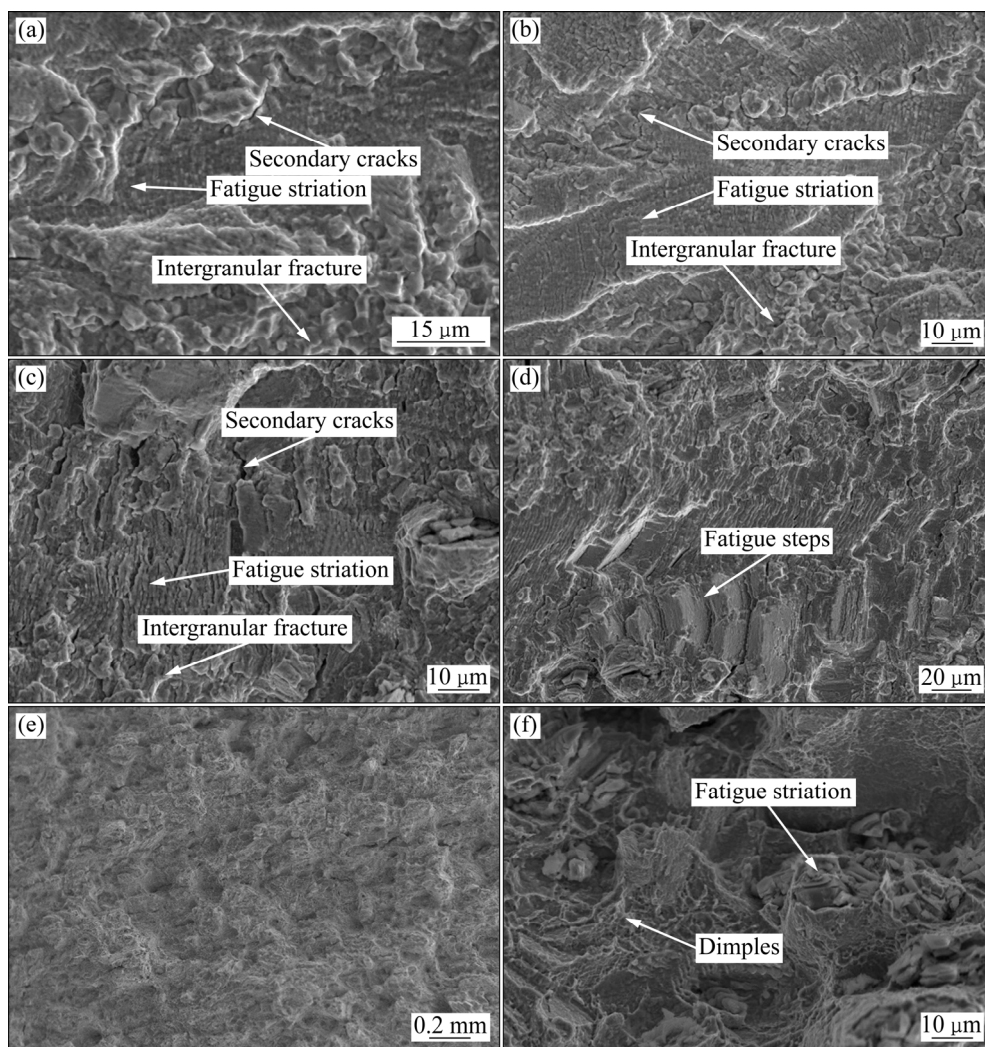 (a)
Secondary cracks
Fatigue striation
Intergranular fracture
15 μm
(b)
Secondary cracks
Fatigue striation
Intergranular fracture
10 μm
(c)
Secondary cracks
Fatigue striation
Intergranular fracture
10 μm
(d)
Fatigue steps
20 μm
(e)
0.2 mm
(f)
Fatigue striation
Dimples
10 μm